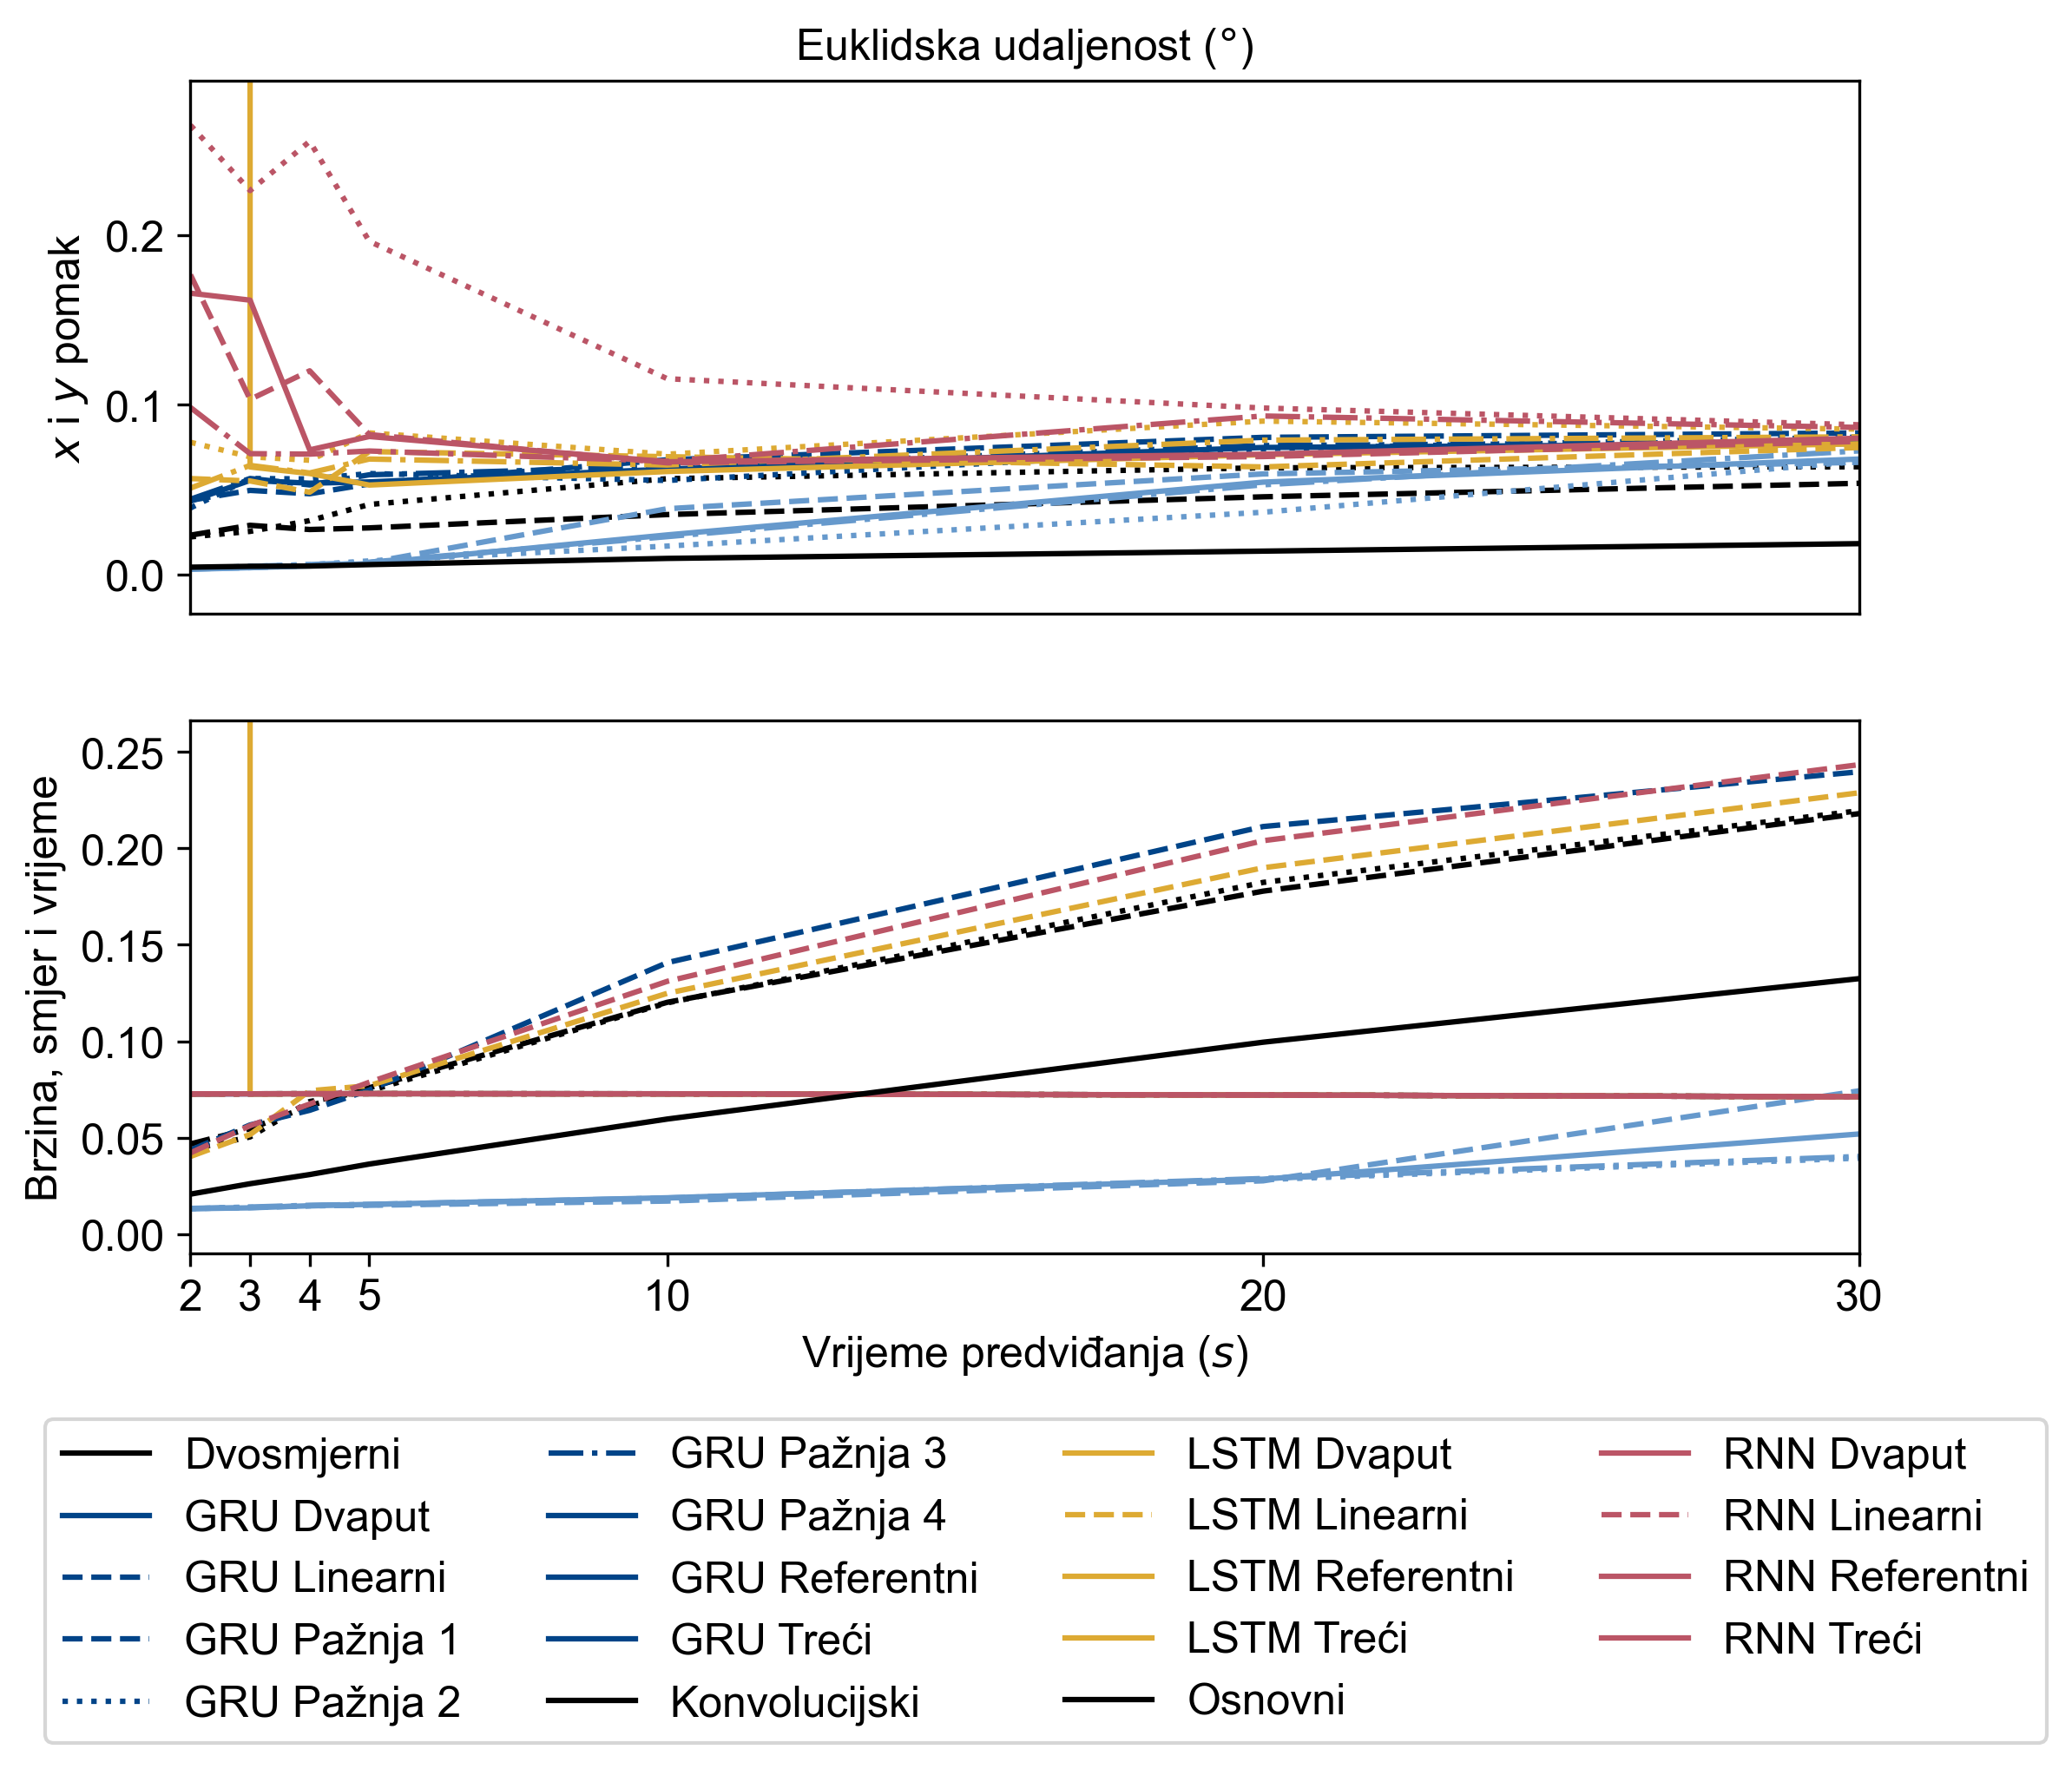 Euklidska udaljenost (°)
x i y pomak
0.2
0.1
0.0
Brzina, smjer i vrijeme
0.25
0.20
0.15
0.10
0.05
0.00
2 3 4 5 10 20 30
Vrijeme predviđanja (s)
Dvosmjerni
GRU Dvaput
GRU Linearni
GRU Pažnja 1
GRU Pažnja 2
GRU Pažnja 3
GRU Pažnja 4
GRU Referentni
GRU Treći
Konvolucijski
LSTM Dvaput
LSTM Linearni
LSTM Referentni
LSTM Treći
Osnovni
RNN Dvaput
RNN Linearni
RNN Referentni
RNN Treći